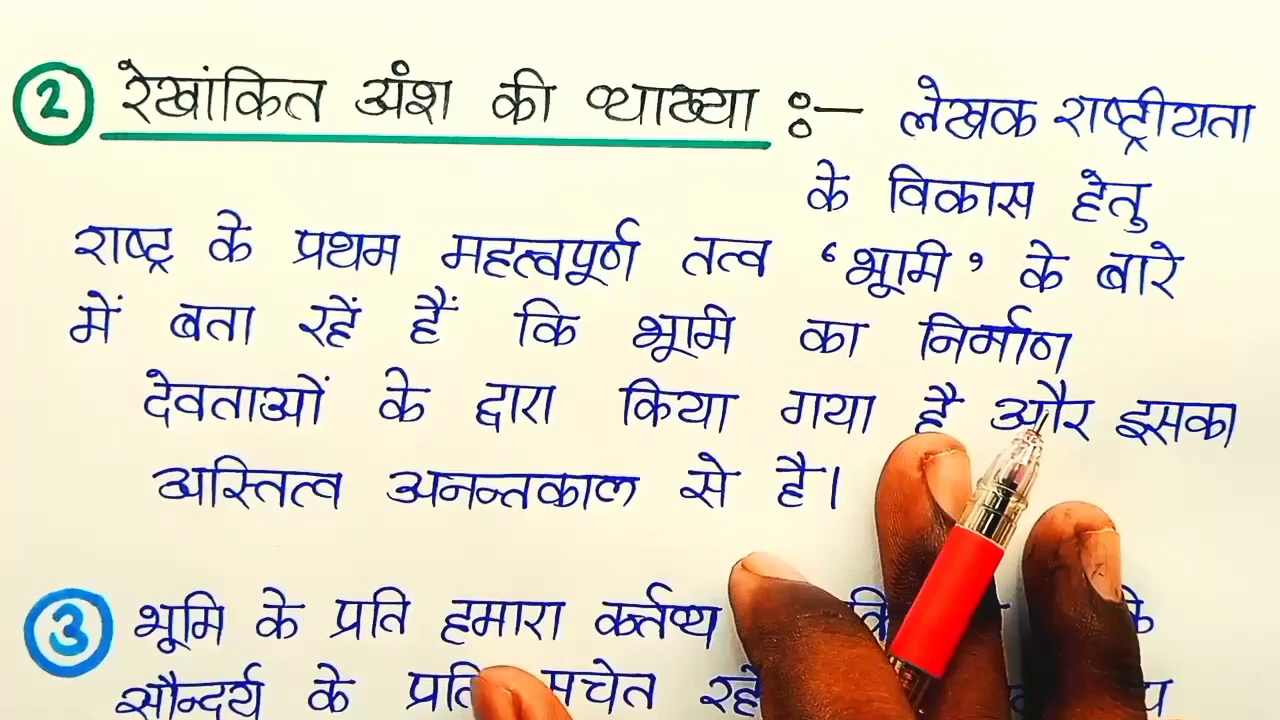 2 रेखांकित अंश की व्याख्या :- लेखक राष्ट्रीयता
के विकास हेतु
राष्ट्र के प्रथम महत्वपूर्ण तत्व ‘भूमि’ के बारे
में बता रहें हैं कि भूमि का निर्माण
देवताओं के द्वारा किया गया है और इसका
अस्तित्व अनन्तकाल से है।
3 भूमि के प्रति हमारा कर्तव्य के
सौन्दर्य के प्रति सचेत